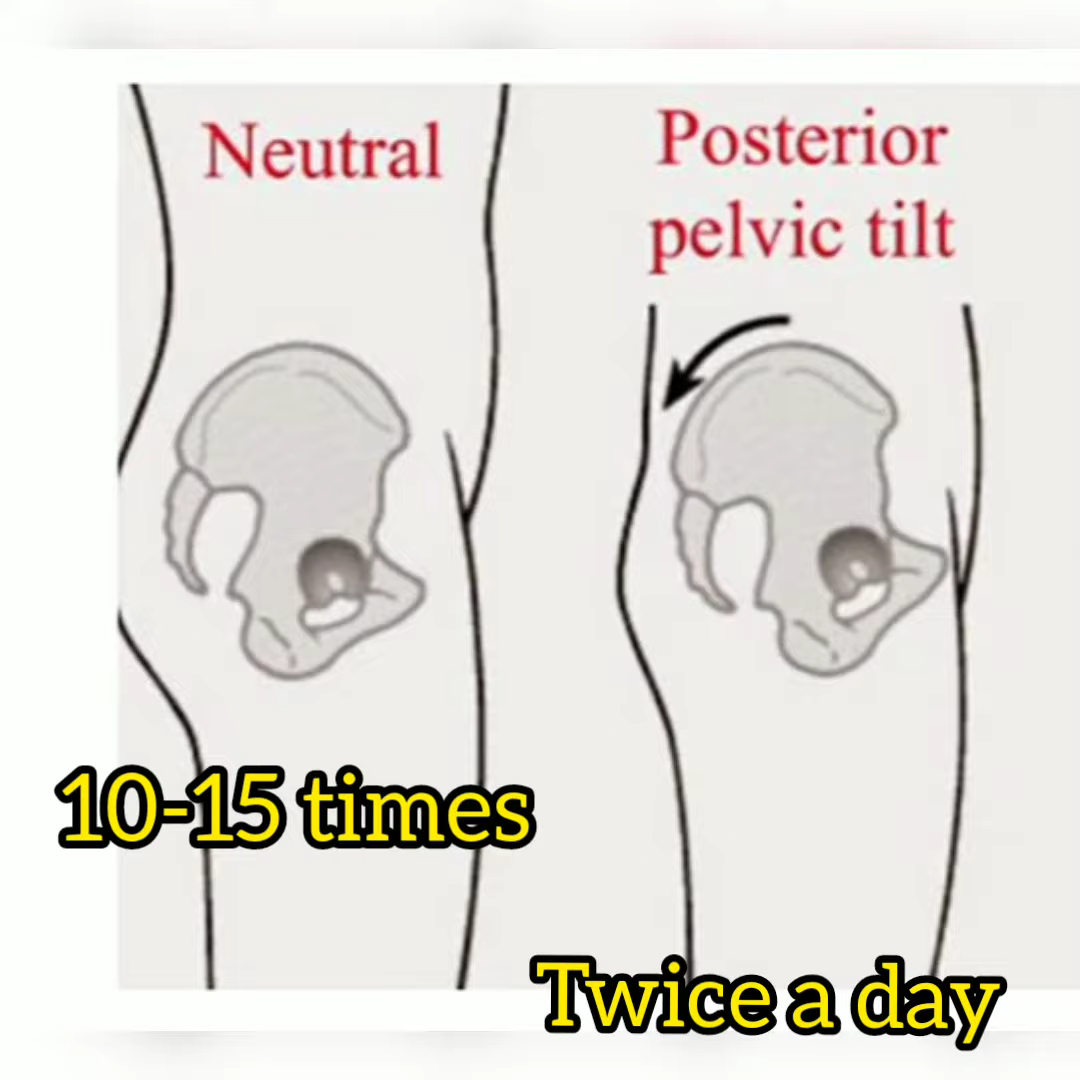 Neutral
Posterior
pelvic tilt
10-15 times
Twice a day